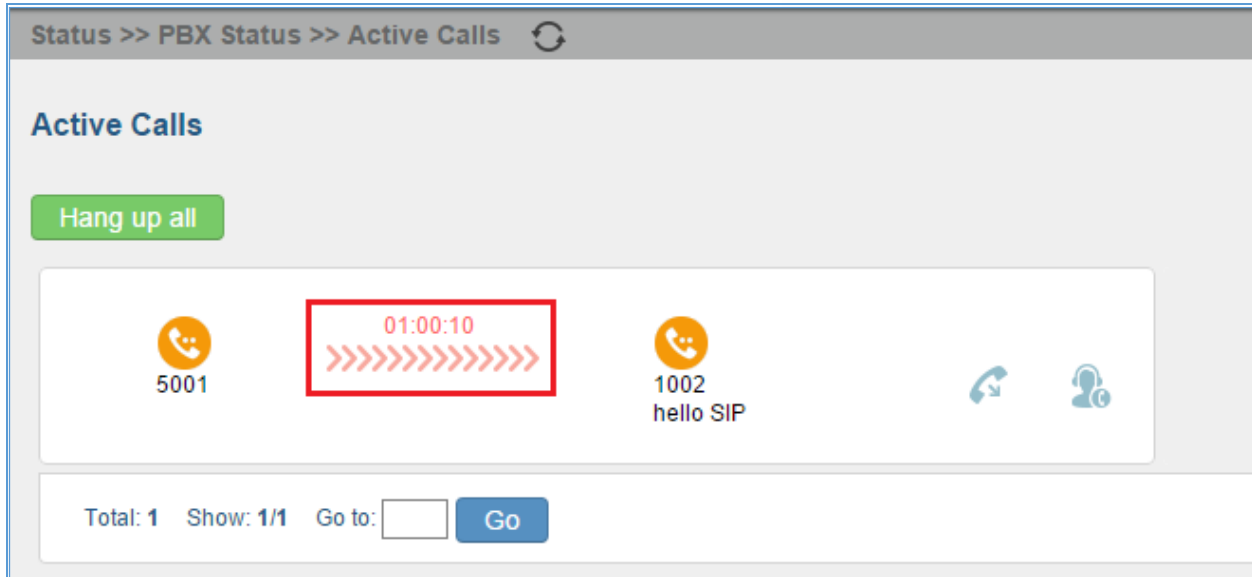 Status >> PBX Status >> Active Calls
Active Calls
Hang up all
01:00:10
5001
1002
hello SIP
Total: 1 Show: 1/1 Go to: Go